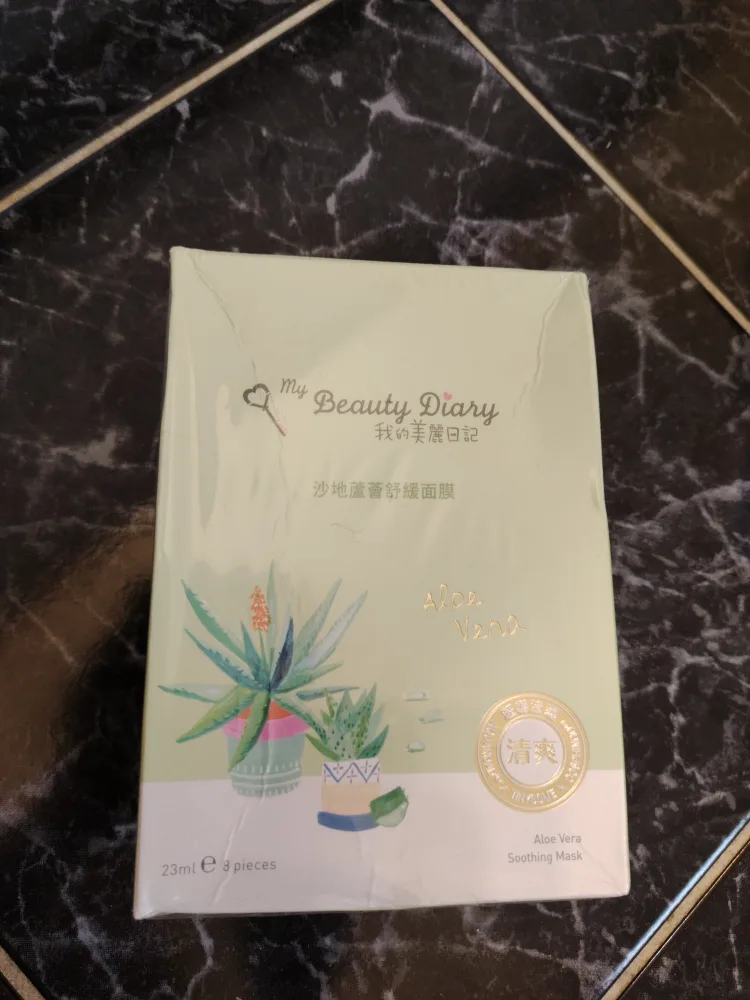 My
Beauty Diary
我的美麗日記
沙地蘆薈舒緩面膜
Aloe
Vera
清爽
Aloe Vera
Soothing Mask
23ml e 8 pieces